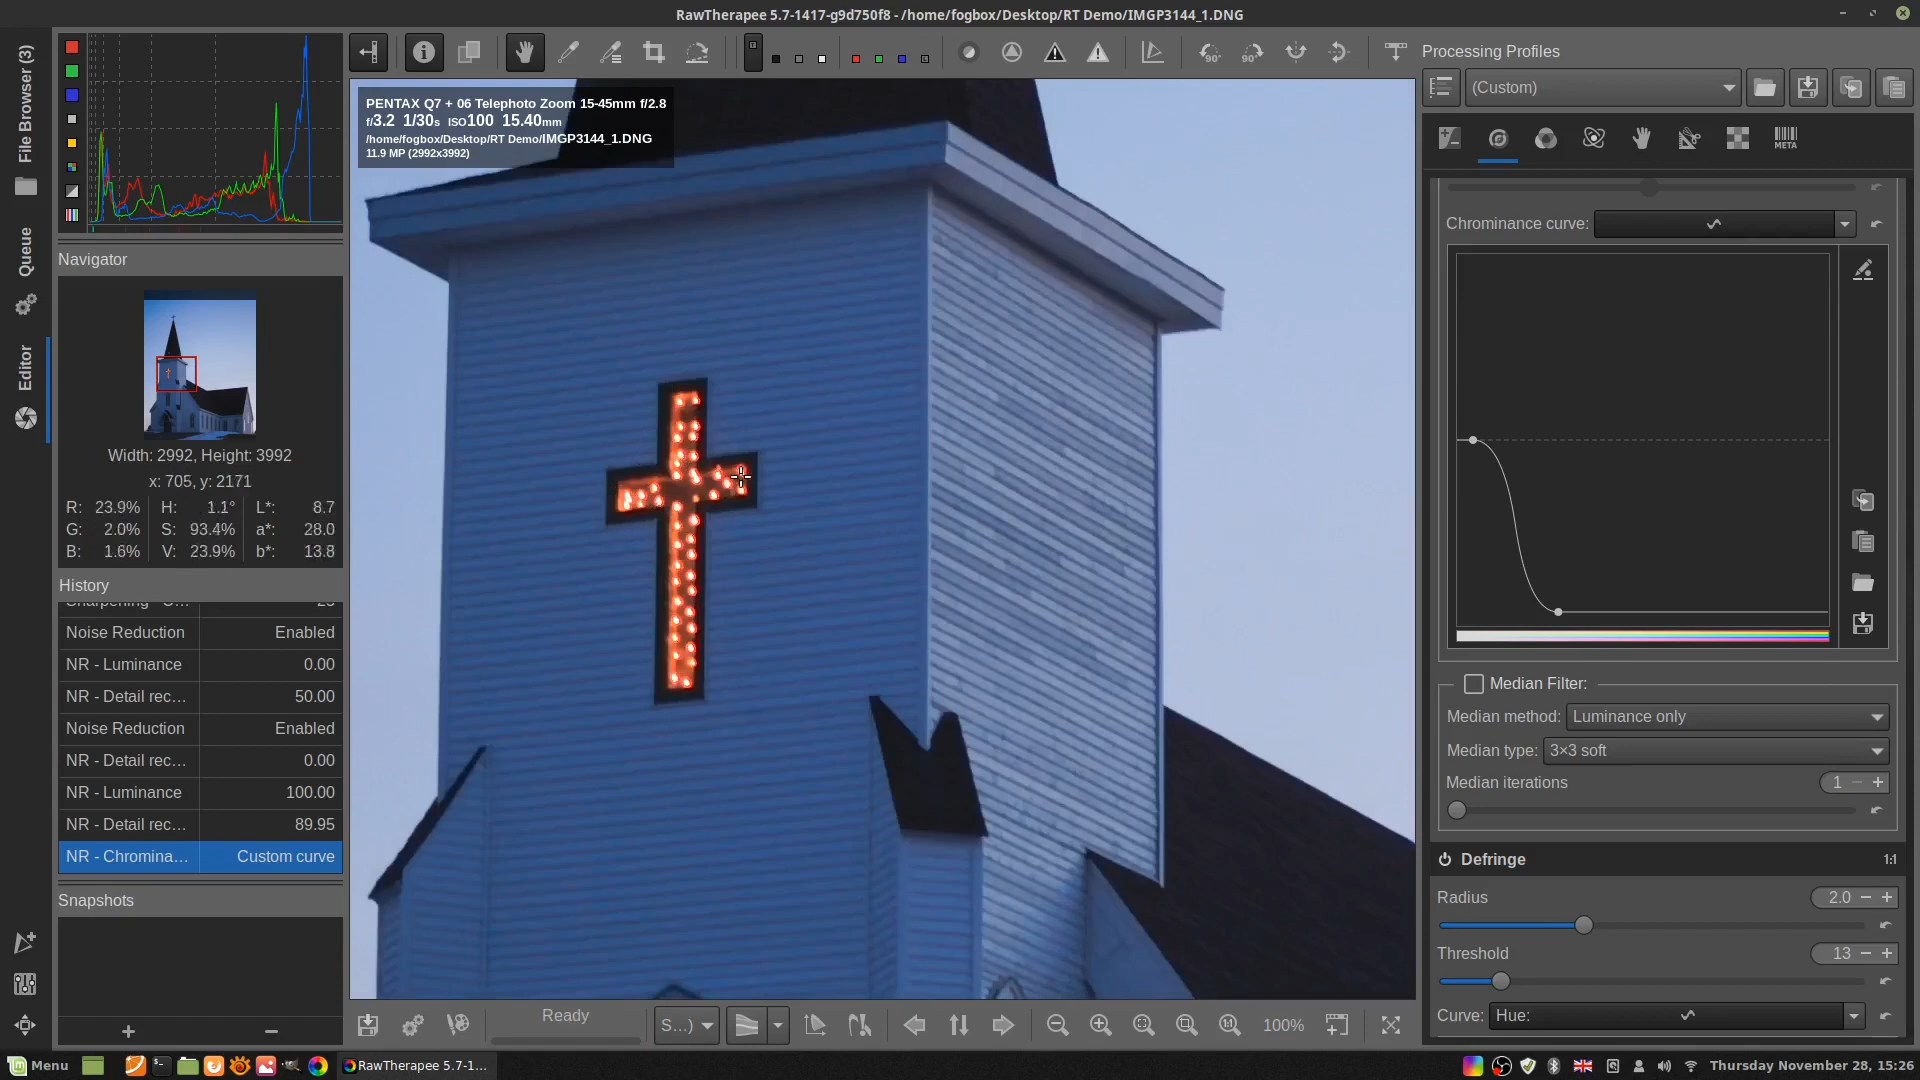 RawTherapee 5.7-1417-g9d750f8 - /home/fogbox/Desktop/RT Demo/IMGP3144_1.DNG
File Browser (3)
Queue
Editor
PENTAX Q7 + 06 Telephoto Zoom 15-45mm f/2.8
f/3.2 1/30s ISO100 15.40mm
/home/fogbox/Desktop/RT Demo/IMGP3144_1.DNG
11.9 MP (2992x3992)
Navigator
Width: 2992, Height: 3992
x: 705, y: 2171
R: 23.9% H: 1.1° L*: 8.7
G: 2.0% S: 93.4% a*: 28.0
B: 1.6% V: 23.9% b*: 13.8
History
Noise Reduction Enabled
NR - Luminance 0.00
NR - Detail rec... 50.00
Noise Reduction Enabled
NR - Detail rec... 0.00
NR - Luminance 100.00
NR - Detail rec... 89.95
NR - Chromina... Custom curve
Snapshots
Processing Profiles
(Custom)
META
Chrominance curve:
Median Filter:
Median method: Luminance only
Median type: 3×3 soft
Median iterations 1
Defringe 1:1
Radius 2.0
Threshold 13
Curve: Hue:
90° 90°
Ready
S...)
1:1
100%
Menu
RawTherapee 5.7-1...
Thursday November 28, 15:26